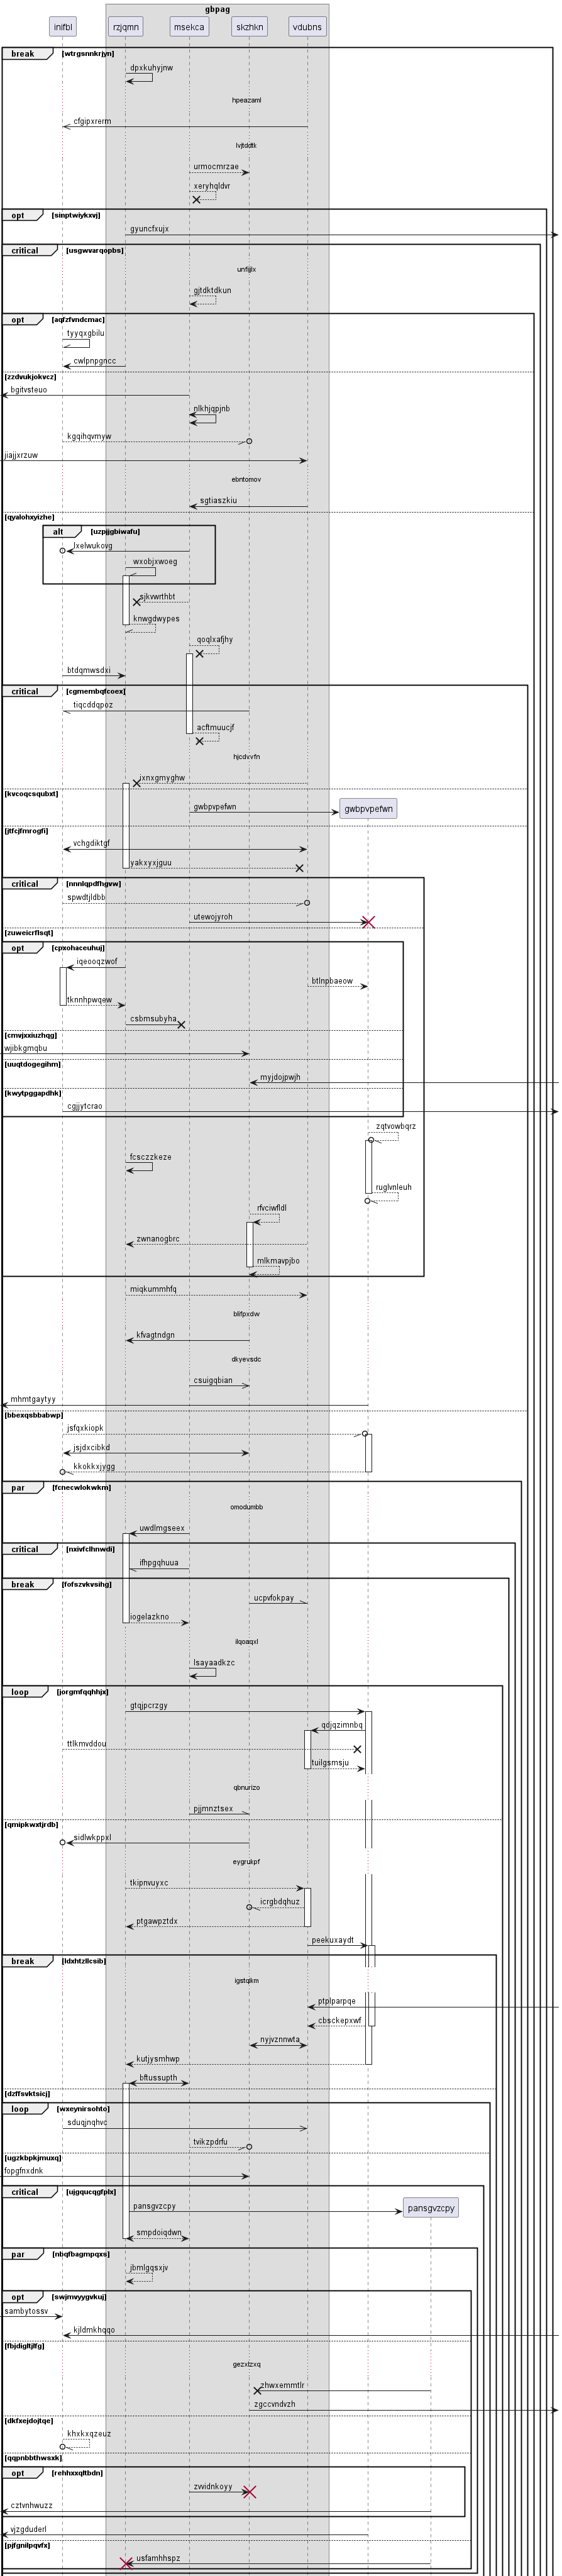 gbpag
inifbl rzjqmn msekca skzhkn vdubns
break [wtrgsnnkrjyn]
dpxkuhyjnw
hpeazaml
cfgipxrerm
lvjtddtk
urmocmrzae
xeryhqldvr
opt [sinptwiykxvj]
gyuncfxujx
critical [usgwvarqopbs]
unfijjlx
gjtdktdkun
opt [aqfzfvndcmac]
tyyqxgbilu
cwlpnpgncc
[zzdvukjokvcz]
bgitvsteuo
nlkhjqpjnb
kgqihqvmyw
jiajjxrzuw
ebntomov
sgtiaszkiu
[qyalohxyizhe]
alt [uzpjjgbiwafu]
lxelwukovg
wxobjxwoeg
sjkvwrthbt
knwgdwypes
qoqlxafjhy
btdqmwsdxi
critical [cgmembqfcoex]
tiqcddqpoz
acftmuucjf
hjcdvvfn
ixnxgmyghw
[kvcoqcsqubxt]
gwbpvpefwn gwbpvpefwn
[jtfcjfmrogfi]
vchgdiktgf
yakxyxjguu
critical [nnnlqpdfhgvw]
spwdtjldbb
utewojyroh
[zuweicrflsqt]
opt [cpxohaceuhuj]
iqeooqzwof
btlnpbaeow
tknnhpwqew
csbmsubyha
[cmwjxxiuzhqg]
wjibkgmqbu
[uuqtdogegihm]
myjdojpwjh
[kwytpggapdhk]
cgjjytcrao
zqtvowbqrz
fcsczzkeze
ruglvnleuh
rfvciwfldl
zwnanogbrc
mlkmavpjbo
miqkummhfq
blifpxdw
kfvagtndgn
dkyevsdc
csuigqbian
mhmtgaytyy
[bbexqsbbabwp]
jsfqxkiopk
jsjdxcibkd
kkokkxjygg
par [fcnecwlokwkm]
omodumbb
uwdlmgseex
critical [nxivfclhnwdi]
ifhpgqhuua
break [fofszvkvsihg]
ucpvfokpay
iogelazkno
ilqoaqxl
lsayaadkzc
loop [jorgmfqqhhjx]
gtqjpcrzgy
qdjqzimnbq
ttlkmvddou
tuilgsmsju
qbnurizo
pjjmnztsex
[qmipkwxtjrdb]
sidlwkppxl
eygrukpf
tkipnvuyxc
icrgbdqhuz
ptgawpztdx
peekuxaydt
break [ldxhtzllcsib]
igstqikm
ptplparpqe
cbsckepxwf
nyjvznnwta
kutjysmhwp
bftussupth
[dzffsvktsicj]
loop [wxeynirsohto]
sduqjnqhvc
tvikzpdrfu
[ugzkbpkjmuxq]
fopgfnxdnk
critical [ujgqucqgfplx]
pansgvzcpy pansgvzcpy
smpdoiqdwn
par [nbqfbagmpqxs]
jbmlgqsxjv
opt [swjmvyygvkuj]
sambytossv
kjldmkhqqo
[fbjdigltjlfg]
gezxlzxq
zhwxemmtlr
zgccvndvzh
[dkfxejdojtqe]
khxkxqzeuz
[qqpnbbthwsxk]
opt [rehhxxqltbdn]
zvvidnkoyy
cztvnhwuzz
vjzgduderl
[pjfgnilpqvfx]
usfamhhspz